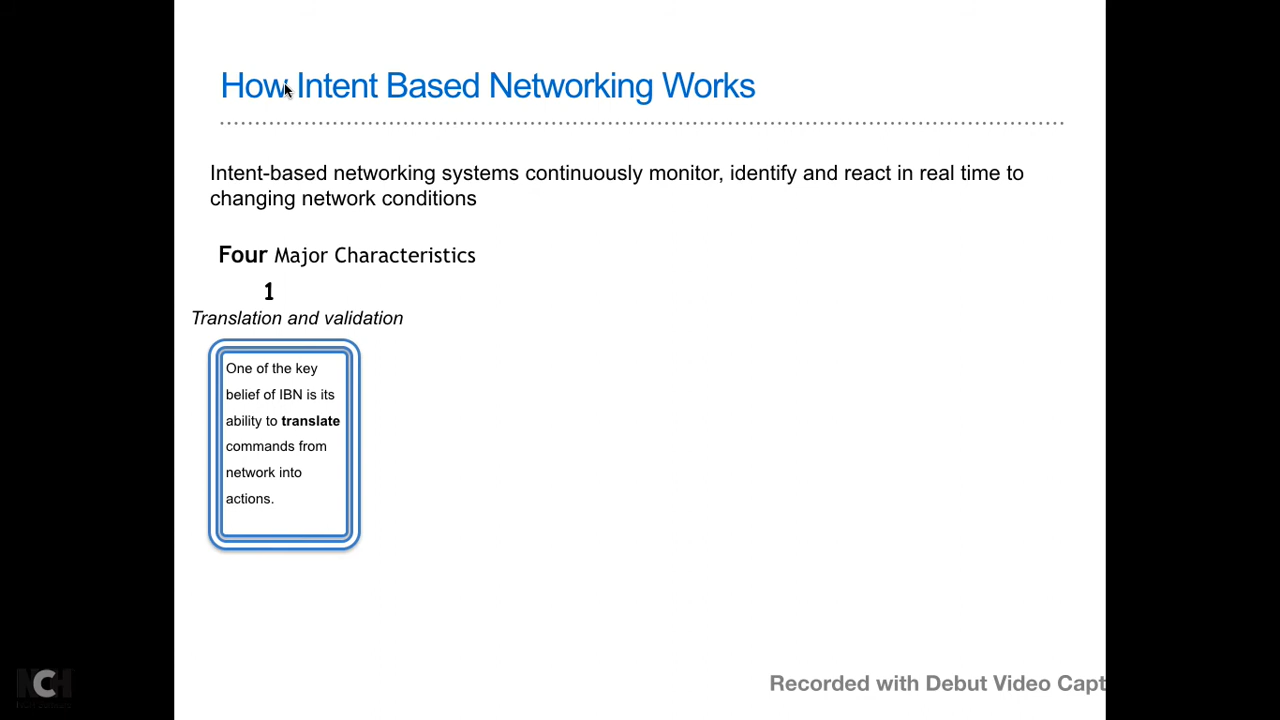 How Intent Based Networking Works
Intent-based networking systems continuously monitor, identify and react in real time to
changing network conditions
Four Major Characteristics
1
Translation and validation
One of the key
belief of IBN is its
ability to translate
commands from
network into
actions.
NCH
Recorded with Debut Video Capt